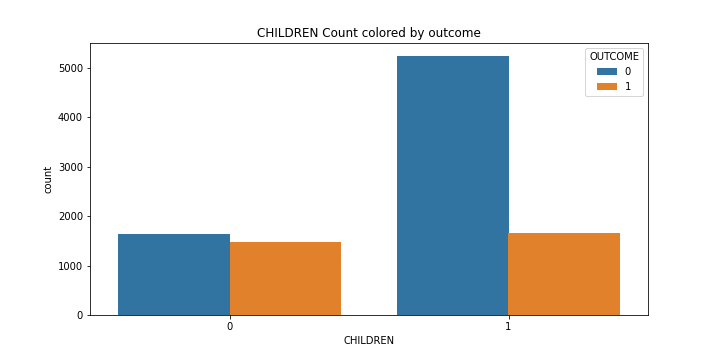 CHILDREN Count colored by outcome
OUTCOME
0
1
count
5000
4000
3000
2000
1000
0
0 1
CHILDREN